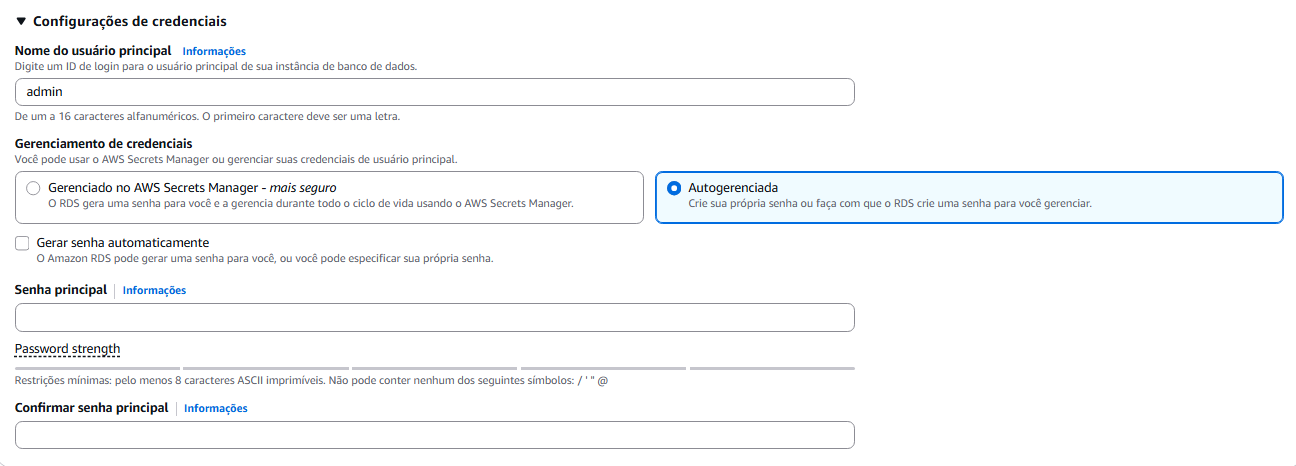 ▼ Configurações de credenciais
Nome do usuário principal Informações
Digite um ID de login para o usuário principal de sua instância de banco de dados.
admin
De um a 16 caracteres alfanuméricos. O primeiro caractere deve ser uma letra.
Gerenciamento de credenciais
Você pode usar o AWS Secrets Manager ou gerenciar suas credenciais de usuário principal.
Gerenciado no AWS Secrets Manager - mais seguro
O RDS gera uma senha para você e a gerencia durante todo o ciclo de vida usando o AWS Secrets Manager.
Autogerenciada
Crie sua própria senha ou faça com que o RDS crie uma senha para você gerenciar.
Gerar senha automaticamente
O Amazon RDS pode gerar uma senha para você, ou você pode especificar sua própria senha.
Senha principal Informações
Password strength
Restrições mínimas: pelo menos 8 caracteres ASCII imprimíveis. Não pode conter nenhum dos seguintes símbolos: / ' " @
Confirmar senha principal Informações